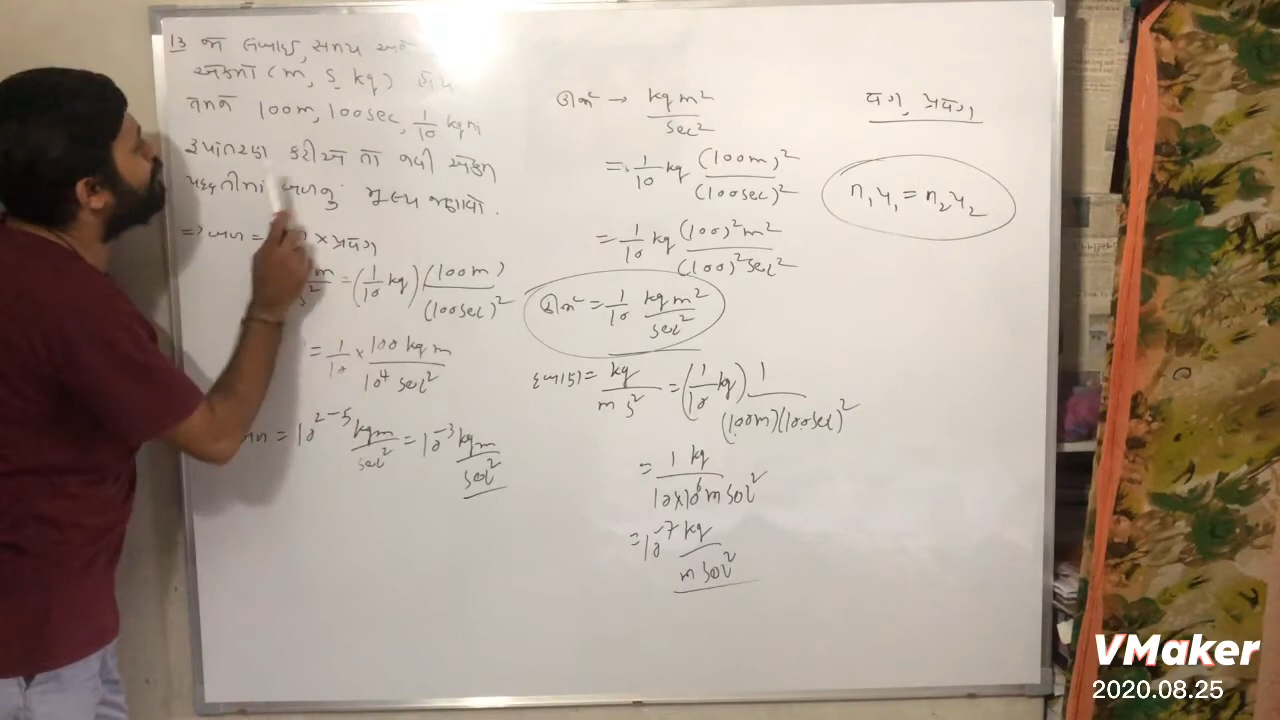 13 જો લંબાઈ, સમય અને
એકમો (m, s, kg) હોય
તેમને 100m, 100sec, 1/10 kg માં
રૂપાંતરણ કરીએ તો નવી એકમ
પદ્ધતીમાં બળનું મૂલ્ય જણાવો.
=> બળ = × પ્રવેગ
m/s² = (1/10 kg) (100m)/(100sec)²
= 1/10 × 100 kg m/10⁴ sec²
= 10²⁻⁵ kgm/sec² = 10⁻³ kgm/sec²
ઊર્જા → kg m²/sec²
= 1/10 kg (100m)²/(100sec)²
= 1/10 kg (100)² m²/(100)² sec²
ઊર્જા = 1/10 kg m²/sec²
દબાણ = kg/m s² = (1/10 kg) 1/(100m)(100sec)²
= 1 kg/10×10⁶ m sec²
= 10⁻⁷ kg/m sec²
વેગ, પ્રવેગ
n₁u₁ = n₂u₂
VMaker
2020.08.25